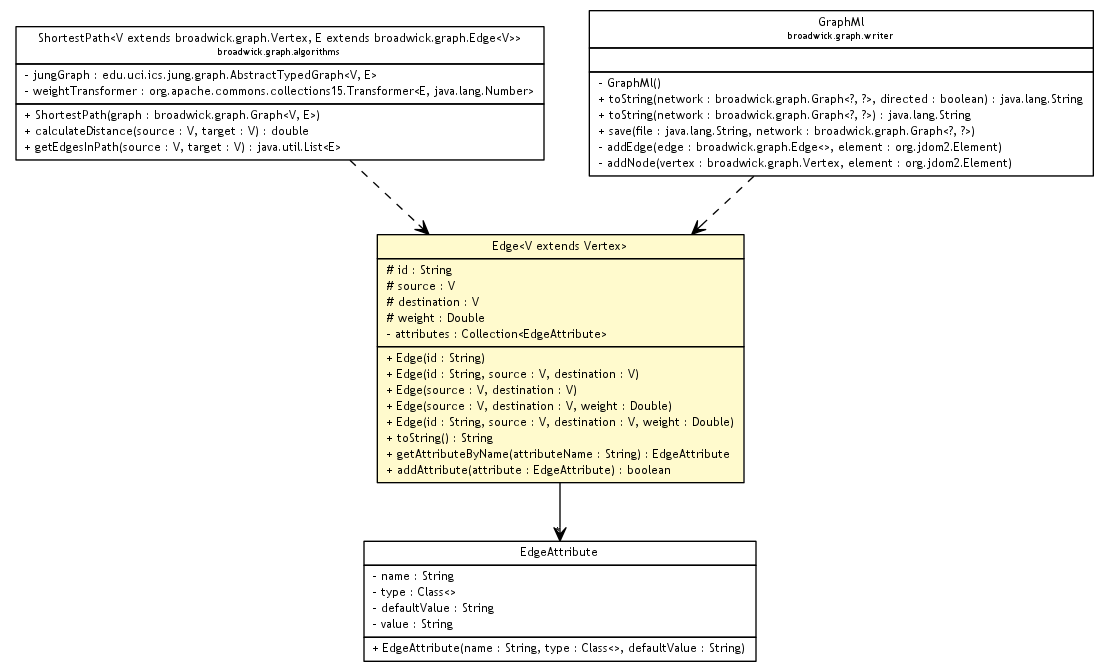 ShortestPath<V extends broadwick.graph.Vertex, E extends broadwick.graph.Edge<V>>
broadwick.graph.algorithms
- jungGraph : edu.uci.ics.jung.graph.AbstractTypedGraph<V, E>
- weightTransformer : org.apache.commons.collections15.Transformer<E, java.lang.Number>
+ ShortestPath(graph : broadwick.graph.Graph<V, E>)
+ calculateDistance(source : V, target : V) : double
+ getEdgesInPath(source : V, target : V) : java.util.List<E>
GraphMl
broadwick.graph.writer
- GraphMl()
+ toString(network : broadwick.graph.Graph<?, ?>, directed : boolean) : java.lang.String
+ toString(network : broadwick.graph.Graph<?, ?>) : java.lang.String
+ save(file : java.lang.String, network : broadwick.graph.Graph<?, ?>)
- addEdge(edge : broadwick.graph.Edge<>, element : org.jdom2.Element)
- addNode(vertex : broadwick.graph.Vertex, element : org.jdom2.Element)
Edge<V extends Vertex>
# id : String
# source : V
# destination : V
# weight : Double
- attributes : Collection<EdgeAttribute>
+ Edge(id : String)
+ Edge(id : String, source : V, destination : V)
+ Edge(source : V, destination : V)
+ Edge(source : V, destination : V, weight : Double)
+ Edge(id : String, source : V, destination : V, weight : Double)
+ toString() : String
+ getAttributeByName(attributeName : String) : EdgeAttribute
+ addAttribute(attribute : EdgeAttribute) : boolean
EdgeAttribute
- name : String
- type : Class<>
- defaultValue : String
- value : String
+ EdgeAttribute(name : String, type : Class<>, defaultValue : String)